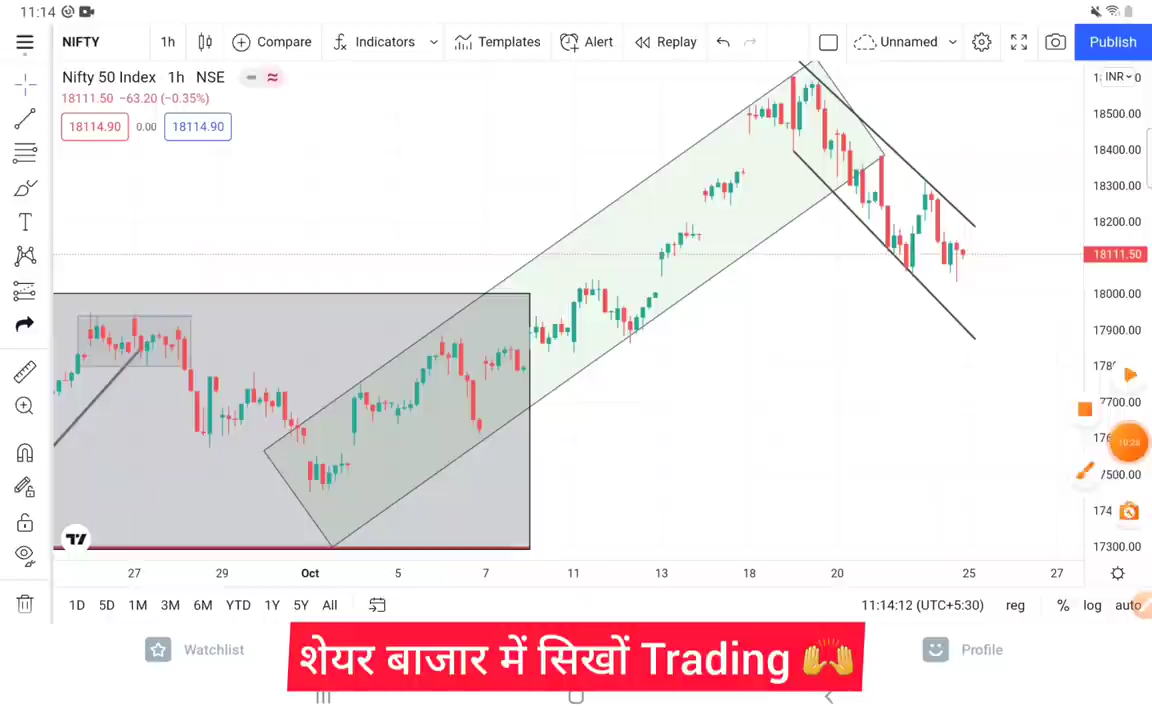 11:14
NIFTY 1h Compare Indicators Templates Alert Replay Unnamed Publish
Nifty 50 Index 1h NSE
INR
18111.50 −63.20 (−0.35%)
18114.90 0.00 18114.90
18500.00
18400.00
18300.00
18200.00
18111.50
18000.00
17900.00
17700.00
17300.00
27 29 Oct 5 7 11 13 18 20 25 27
1D 5D 1M 3M 6M YTD 1Y 5Y All 11:14:12 (UTC+5:30) reg % log auto
Watchlist Profile
शेयर बाजार में सिखों Trading 🙌